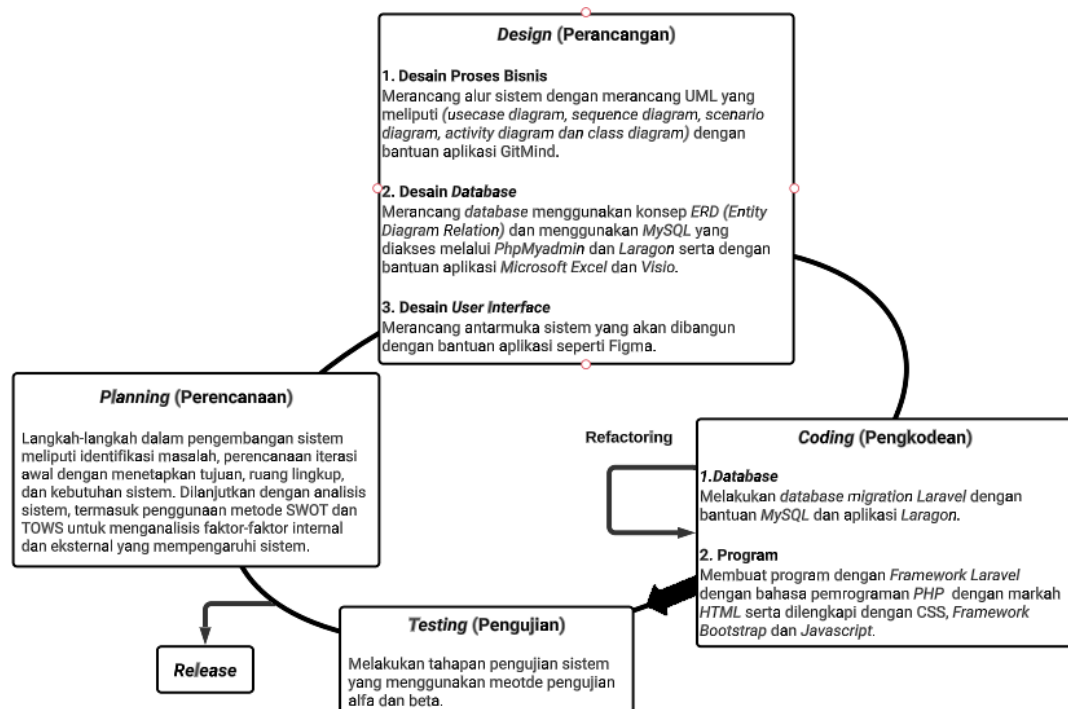 Design (Perancangan)
1. Desain Proses Bisnis
Merancang alur sistem dengan merancang UML yang
meliputi (usecase diagram, sequence diagram, scenario
diagram, activity diagram dan class diagram) dengan
bantuan aplikasi GitMind.
2. Desain Database
Merancang database menggunakan konsep ERD (Entity
Diagram Relation) dan menggunakan MySQL yang
diakses melalui PhpMyadmin dan Laragon serta dengan
bantuan aplikasi Microsoft Excel dan Visio.
3. Desain User Interface
Merancang antarmuka sistem yang akan dibangun
dengan bantuan aplikasi seperti Figma.
Planning (Perencanaan)
Langkah-langkah dalam pengembangan sistem
meliputi identifikasi masalah, perencanaan iterasi
awal dengan menetapkan tujuan, ruang lingkup,
dan kebutuhan sistem. Dilanjutkan dengan analisis
sistem, termasuk penggunaan metode SWOT dan
TOWS untuk menganalisis faktor-faktor internal
dan eksternal yang mempengaruhi sistem.
Refactoring
Coding (Pengkodean)
1.Database
Melakukan database migration Laravel dengan
bantuan MySQL dan aplikasi Laragon.
2. Program
Membuat program dengan Framework Laravel
dengan bahasa pemrograman PHP dengan markah
HTML serta dilengkapi dengan CSS, Framework
Bootstrap dan Javascript.
Testing (Pengujian)
Melakukan tahapan pengujian sistem
yang menggunakan meotde pengujian
alfa dan beta.
Release